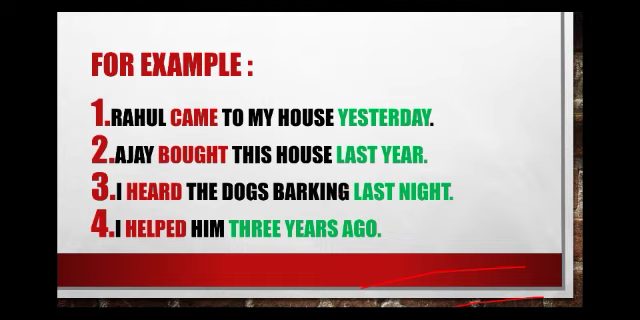 FOR EXAMPLE :
1.RAHUL CAME TO MY HOUSE YESTERDAY.
2.AJAY BOUGHT THIS HOUSE LAST YEAR.
3.I HEARD THE DOGS BARKING LAST NIGHT.
4.I HELPED HIM THREE YEARS AGO.